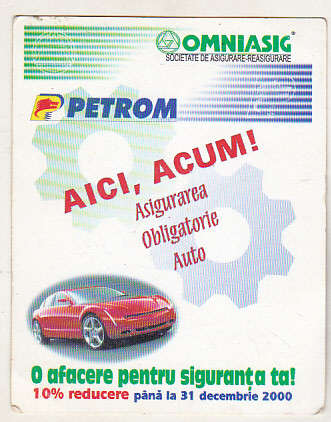 OMNIASIG®
SOCIETATE DE ASIGURARE-REASIGURARE
PETROM
AICI, ACUM!
Asigurarea
Obligatorie
Auto
O afacere pentru siguranţa ta!
10% reducere până la 31 decembrie 2000